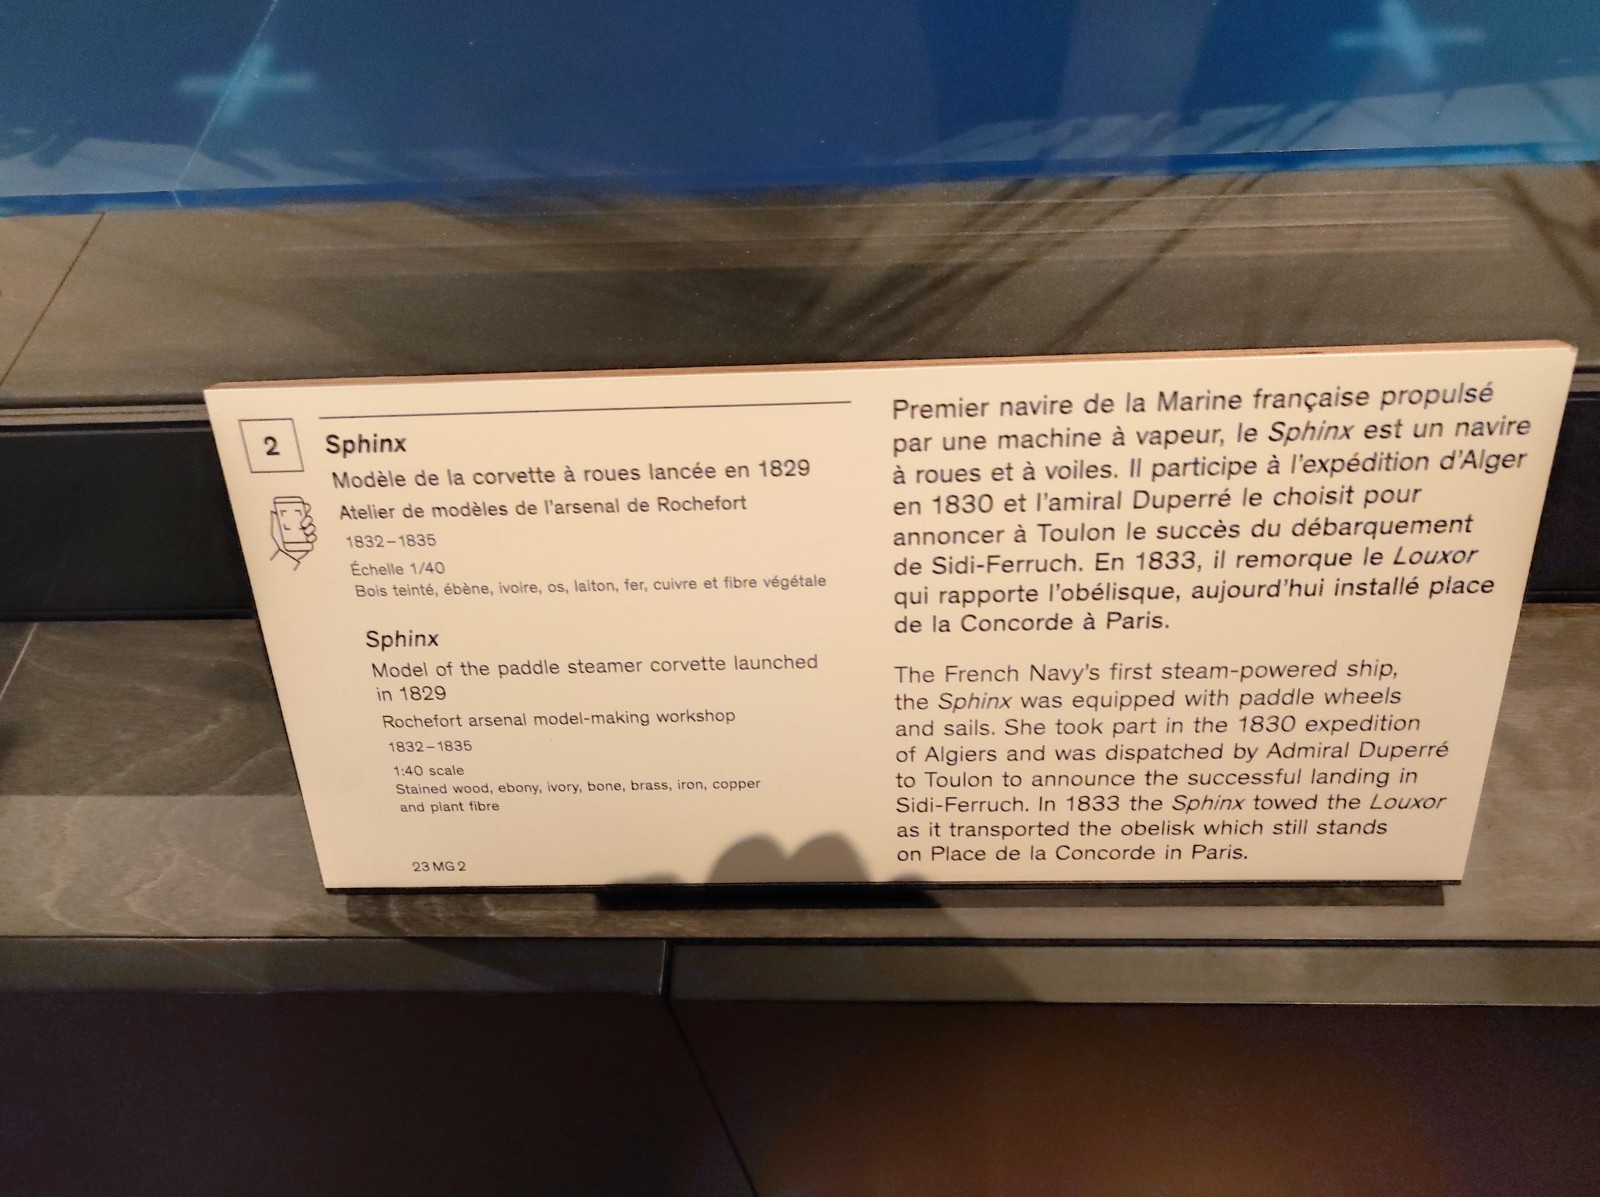 2
Sphinx
Modèle de la corvette à roues lancée en 1829
Atelier de modèles de l'arsenal de Rochefort
1832–1835
Échelle 1/40
Bois teinté, ébène, ivoire, os, laiton, fer, cuivre et fibre végétale
Sphinx
Model of the paddle steamer corvette launched
in 1829
Rochefort arsenal model-making workshop
1832–1835
1:40 scale
Stained wood, ebony, ivory, bone, brass, iron, copper
and plant fibre
23 MG 2
Premier navire de la Marine française propulsé
par une machine à vapeur, le Sphinx est un navire
à roues et à voiles. Il participe à l'expédition d'Alger
en 1830 et l'amiral Duperré le choisit pour
annoncer à Toulon le succès du débarquement
de Sidi-Ferruch. En 1833, il remorque le Louxor
qui rapporte l'obélisque, aujourd'hui installé place
de la Concorde à Paris.
The French Navy's first steam-powered ship,
the Sphinx was equipped with paddle wheels
and sails. She took part in the 1830 expedition
of Algiers and was dispatched by Admiral Duperré
to Toulon to announce the successful landing in
Sidi-Ferruch. In 1833 the Sphinx towed the Louxor
as it transported the obelisk which still stands
on Place de la Concorde in Paris.